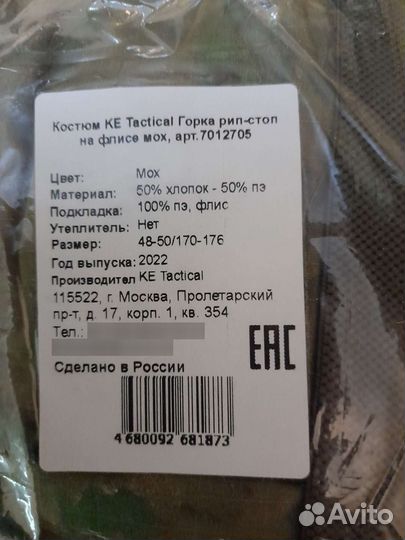 Костюм KE Tactical Горка рип-стоп
на флисе мох, арт.7012705
Цвет: Мох
Материал: 50% хлопок - 50% пэ
Подкладка: 100% пэ, флис
Утеплитель: Нет
Размер: 48-50/170-176
Год выпуска: 2022
Производител KE Tactical
115522, г. Москва, Пролетарский
пр-т, д. 17, корп. 1, кв. 354
Тел.:
Сделано в России
EAC
4 680092 681873
Avito